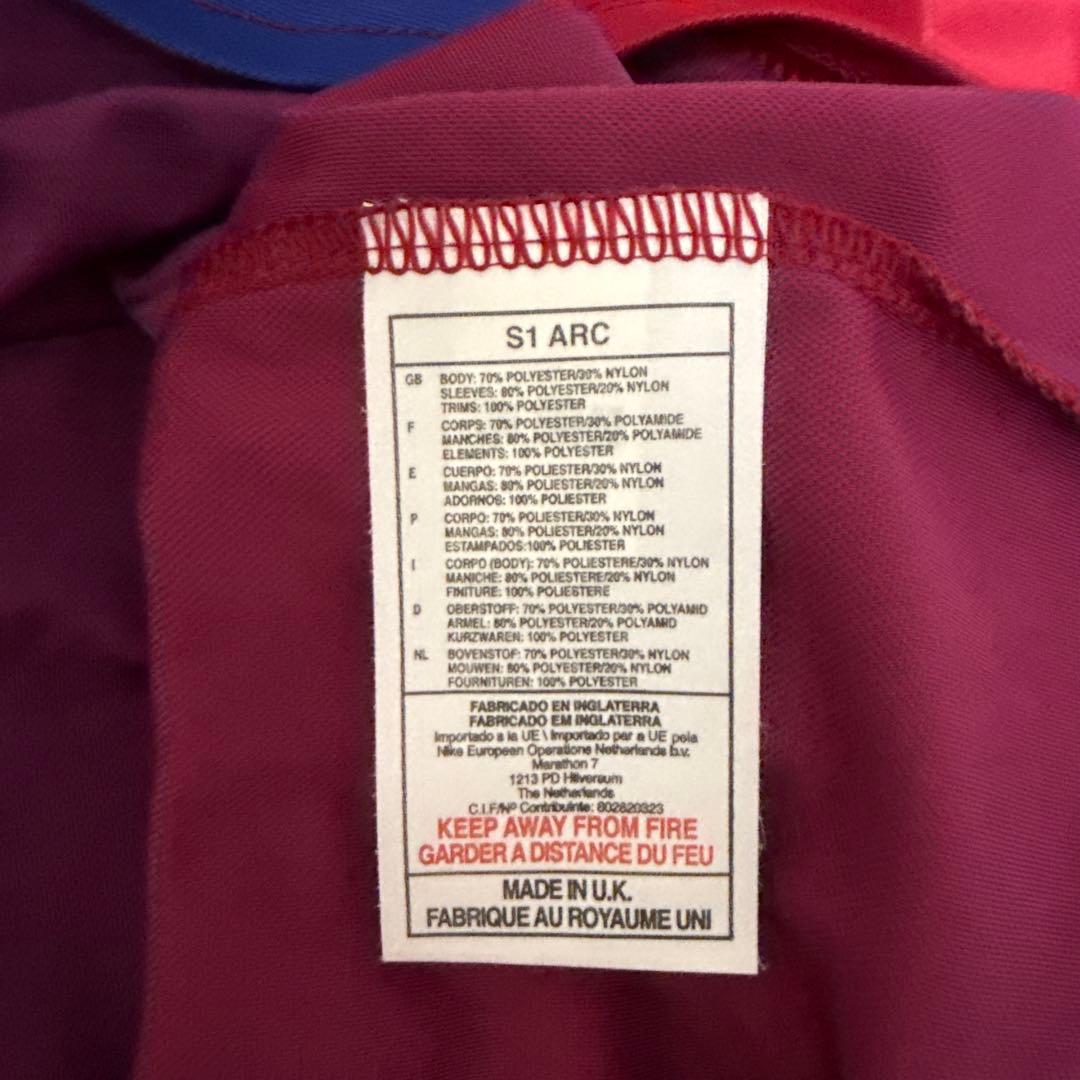 S1 ARC
GB BODY: 70% POLYESTER/30% NYLON
SLEEVES: 80% POLYESTER/20% NYLON
TRIMS: 100% POLYESTER
F CORPS: 70% POLYESTER/30% POLYAMIDE
MANCHES: 80% POLYESTER/20% POLYAMIDE
ELEMENTS: 100% POLYESTER
E CUERPO: 70% POLIESTER/30% NYLON
MANGAS: 80% POLIESTER/20% NYLON
ADORNOS: 100% POLIESTER
P CORPO: 70% POLIESTER/30% NYLON
MANGAS: 80% POLIESTER/20% NYLON
ESTAMPADOS:100% POLIESTER
I CORPO (BODY): 70% POLIESTERE/30% NYLON
MANICHE: 80% POLIESTERE/20% NYLON
FINITURE: 100% POLIESTERE
D OBERSTOFF: 70% POLYESTER/30% POLYAMID
ARMEL: 80% POLYESTER/20% POLYAMID
KURZWAREN: 100% POLYESTER
NL BOVENSTOF: 70% POLYESTER/30% NYLON
MOUWEN: 80% POLYESTER/20% NYLON
FOURNITUREN: 100% POLYESTER
FABRICADO EN INGLATERRA
FABRICADO EM INGLATERRA
Importado a la UE \ Importado par a UE pela
Nike European Operations Netherlands b.v.
Marathon 7
1213 PD Hilversum
The Netherlands
C.I.F/Nº Contribuinte: 802820323
KEEP AWAY FROM FIRE
GARDER A DISTANCE DU FEU
MADE IN U.K.
FABRIQUE AU ROYAUME UNI